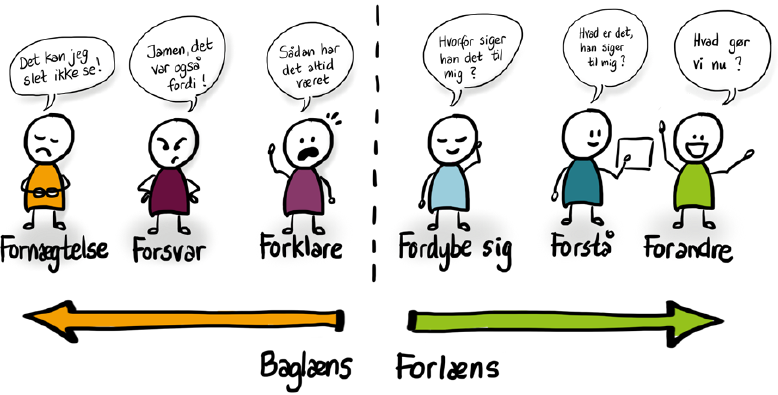 Det kan jeg
slet ikke se!
Jamen, det
var også
fordi!
Sådan har
det altid
været
Hvorfor siger
han det til
mig?
Hvad er det,
han siger
til mig?
Hvad gør
vi nu?
Fornægtelse
Forsvar
Forklare
Fordybe sig
Forstå
Forandre
Baglæns
Forlæns